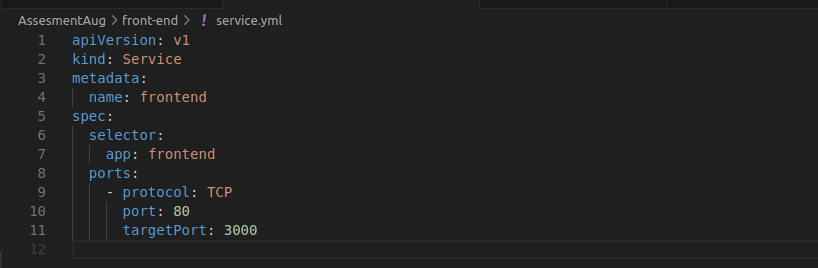 AssesmentAug > front-end > ! service.yml
1 apiVersion: v1
2 kind: Service
3 metadata:
4   name: frontend
5 spec:
6   selector:
7     app: frontend
8   ports:
9     - protocol: TCP
10       port: 80
11       targetPort: 3000
12